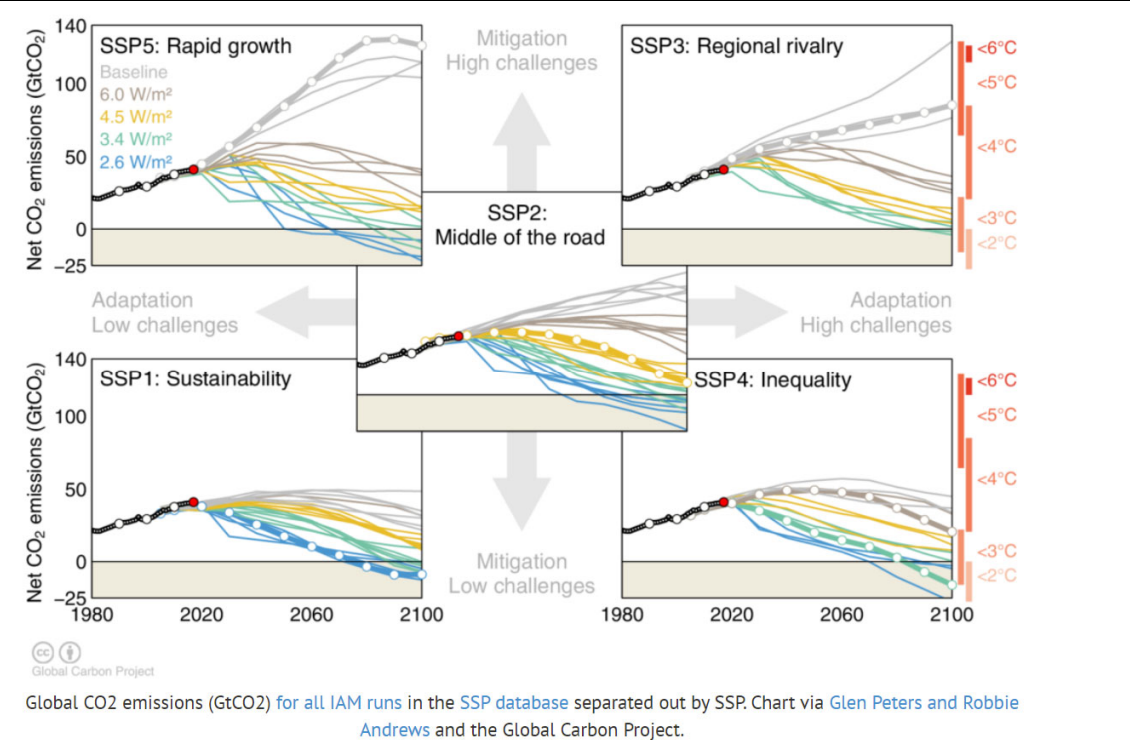 Net CO₂ emissions (GtCO₂)
140
100
50
0
−25
SSP5: Rapid growth
Baseline
6.0 W/m²
4.5 W/m²
3.4 W/m²
2.6 W/m²
Mitigation
High challenges
SSP3: Regional rivalry
<6°C
<5°C
<4°C
<3°C
<2°C
SSP2:
Middle of the road
Adaptation
Low challenges
Adaptation
High challenges
Net CO₂ emissions (GtCO₂)
140
100
50
0
−25
SSP1: Sustainability
1980
2020
2060
2100
Mitigation
Low challenges
SSP4: Inequality
1980
2020
2060
2100
<6°C
<5°C
<4°C
<3°C
<2°C
cc
Global Carbon Project
Global CO2 emissions (GtCO2) for all IAM runs in the SSP database separated out by SSP. Chart via Glen Peters and Robbie
Andrews and the Global Carbon Project.